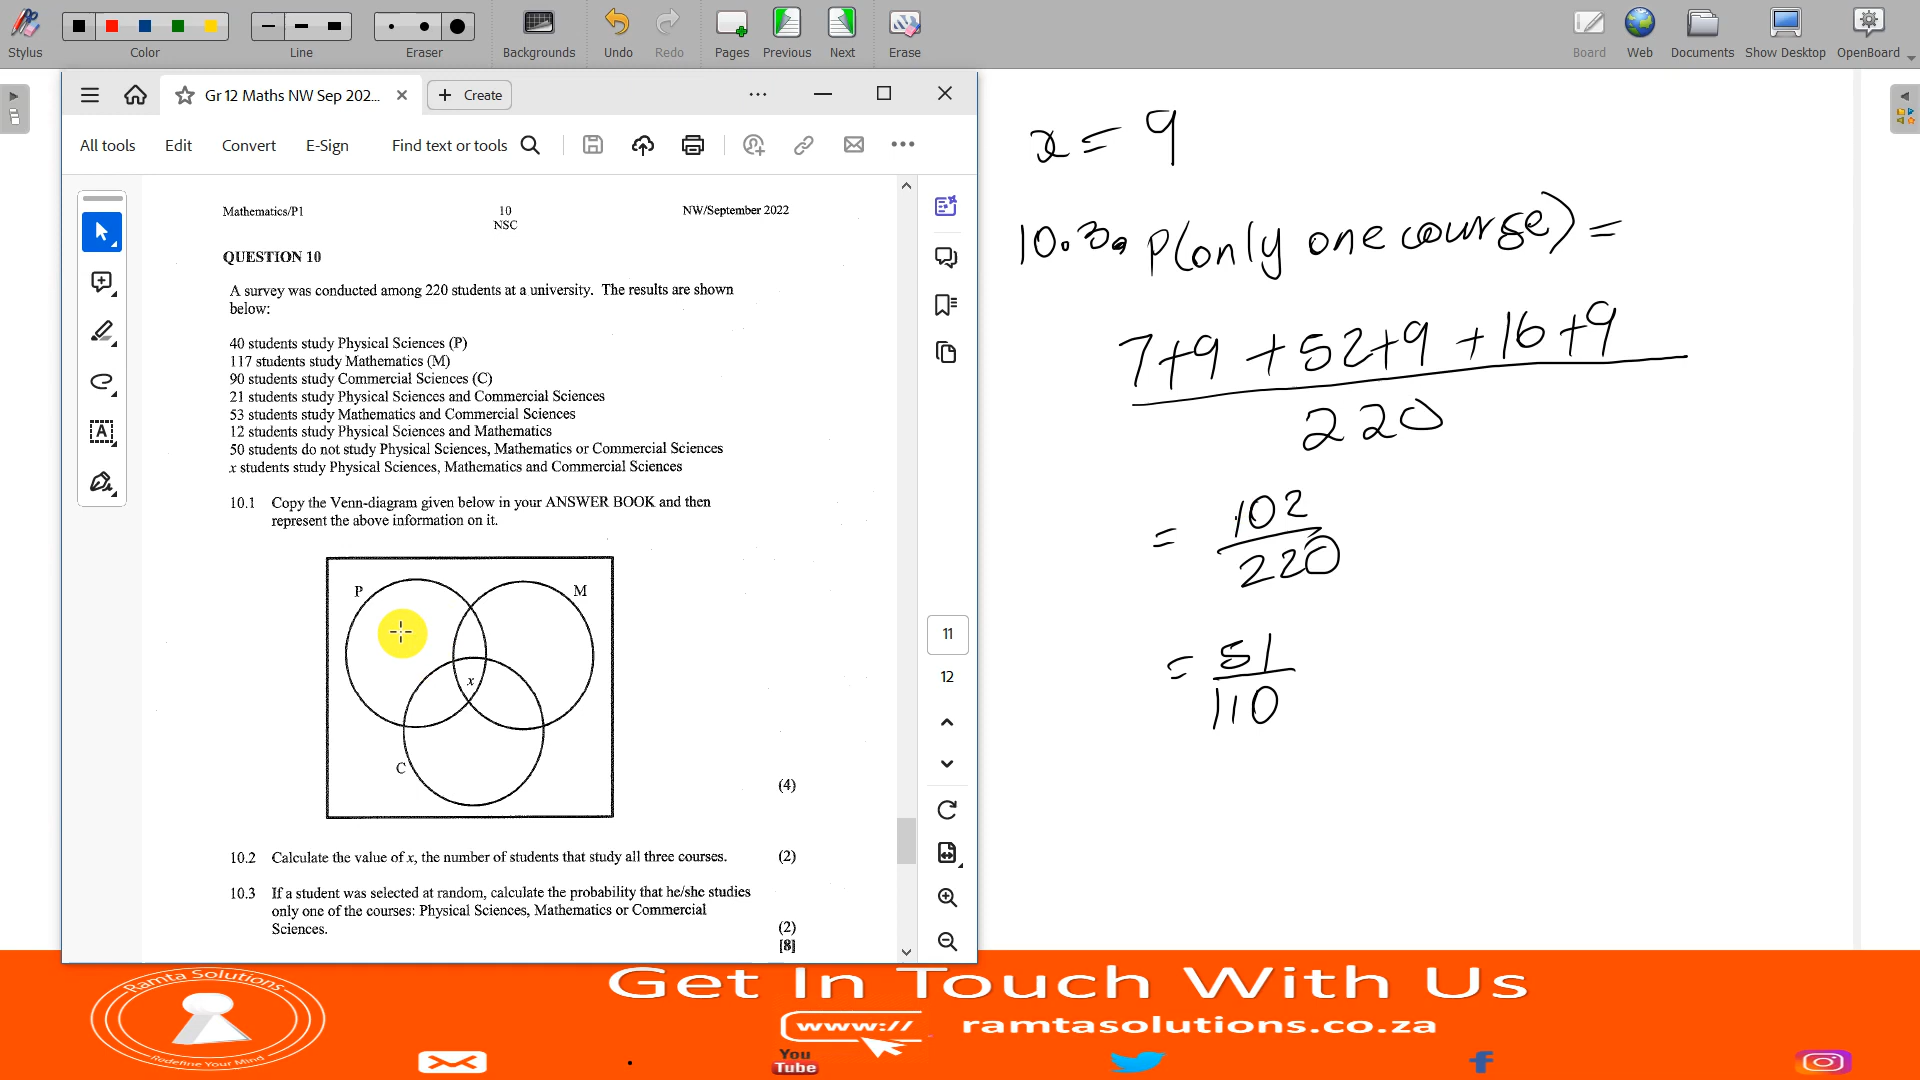 Stylus
Color
Line
Eraser
Backgrounds
Undo
Redo
Pages
Previous
Next
Erase
Board
Web
Documents
Show Desktop
OpenBoard
Gr 12 Maths NW Sep 202...
Create
All tools
Edit
Convert
E-Sign
Find text or tools
Mathematics/P1
10
NSC
NW/September 2022
QUESTION 10
A survey was conducted among 220 students at a university. The results are shown
below:
40 students study Physical Sciences (P)
117 students study Mathematics (M)
90 students study Commercial Sciences (C)
21 students study Physical Sciences and Commercial Sciences
53 students study Mathematics and Commercial Sciences
12 students study Physical Sciences and Mathematics
50 students do not study Physical Sciences, Mathematics or Commercial Sciences
x students study Physical Sciences, Mathematics and Commercial Sciences
10.1 Copy the Venn-diagram given below in your ANSWER BOOK and then
represent the above information on it.
P
M
x
C
(4)
10.2 Calculate the value of x, the number of students that study all three courses. (2)
10.3 If a student was selected at random, calculate the probability that he/she studies
only one of the courses: Physical Sciences, Mathematics or Commercial
Sciences. (2)
[8]
11
12
x = 9
10.3. P(only one course) =
7+9 + 52+9 + 16+9
220
= 102
220
= 51
110
Ramta Solutions
Redefine Your Mind
Get In Touch With Us
www://
ramtasolutions.co.za
You
Tube